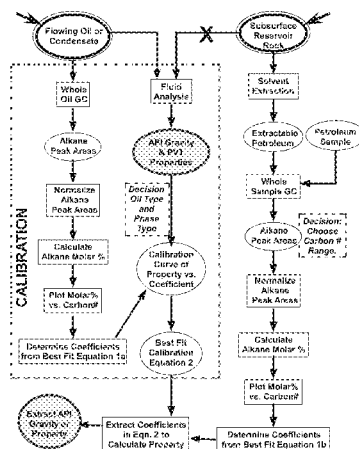 Flowing Oil or
Condensate
Subsurface
Reservoir
Rock
X
Whole
Oil GC
Fluid
Analysis
Solvent
Extraction
Alkane
Peak Areas
API Gravity
& PVT
Properties
Extractable
Petroleum
Petroleum
Sample
Normalize
Alkane
Peak Areas
Decision
Oil Type
and
Phase
Type
Whole
Sample GC
CALIBRATION
Calculate
Alkane Molar %
Calibration
Curve of
Property vs.
Coefficient
Alkane
Peak Areas
Decision:
Choose
Carbon #
Range.
Plot Molar%
vs. Carbon#
Normalize
Alkane
Peak Areas
Determine Coefficients
from Best Fit Equation 1a
Best Fit
Calibration
Equation 2
Calculate
Alkane Molar %
Plot Molar%
vs. Carbon#
Extract API
Gravity or
Property
Extract Coefficients
in Eqn. 2 to
Calculate Property
Determine Coefficients
from Best Fit Equation 1b